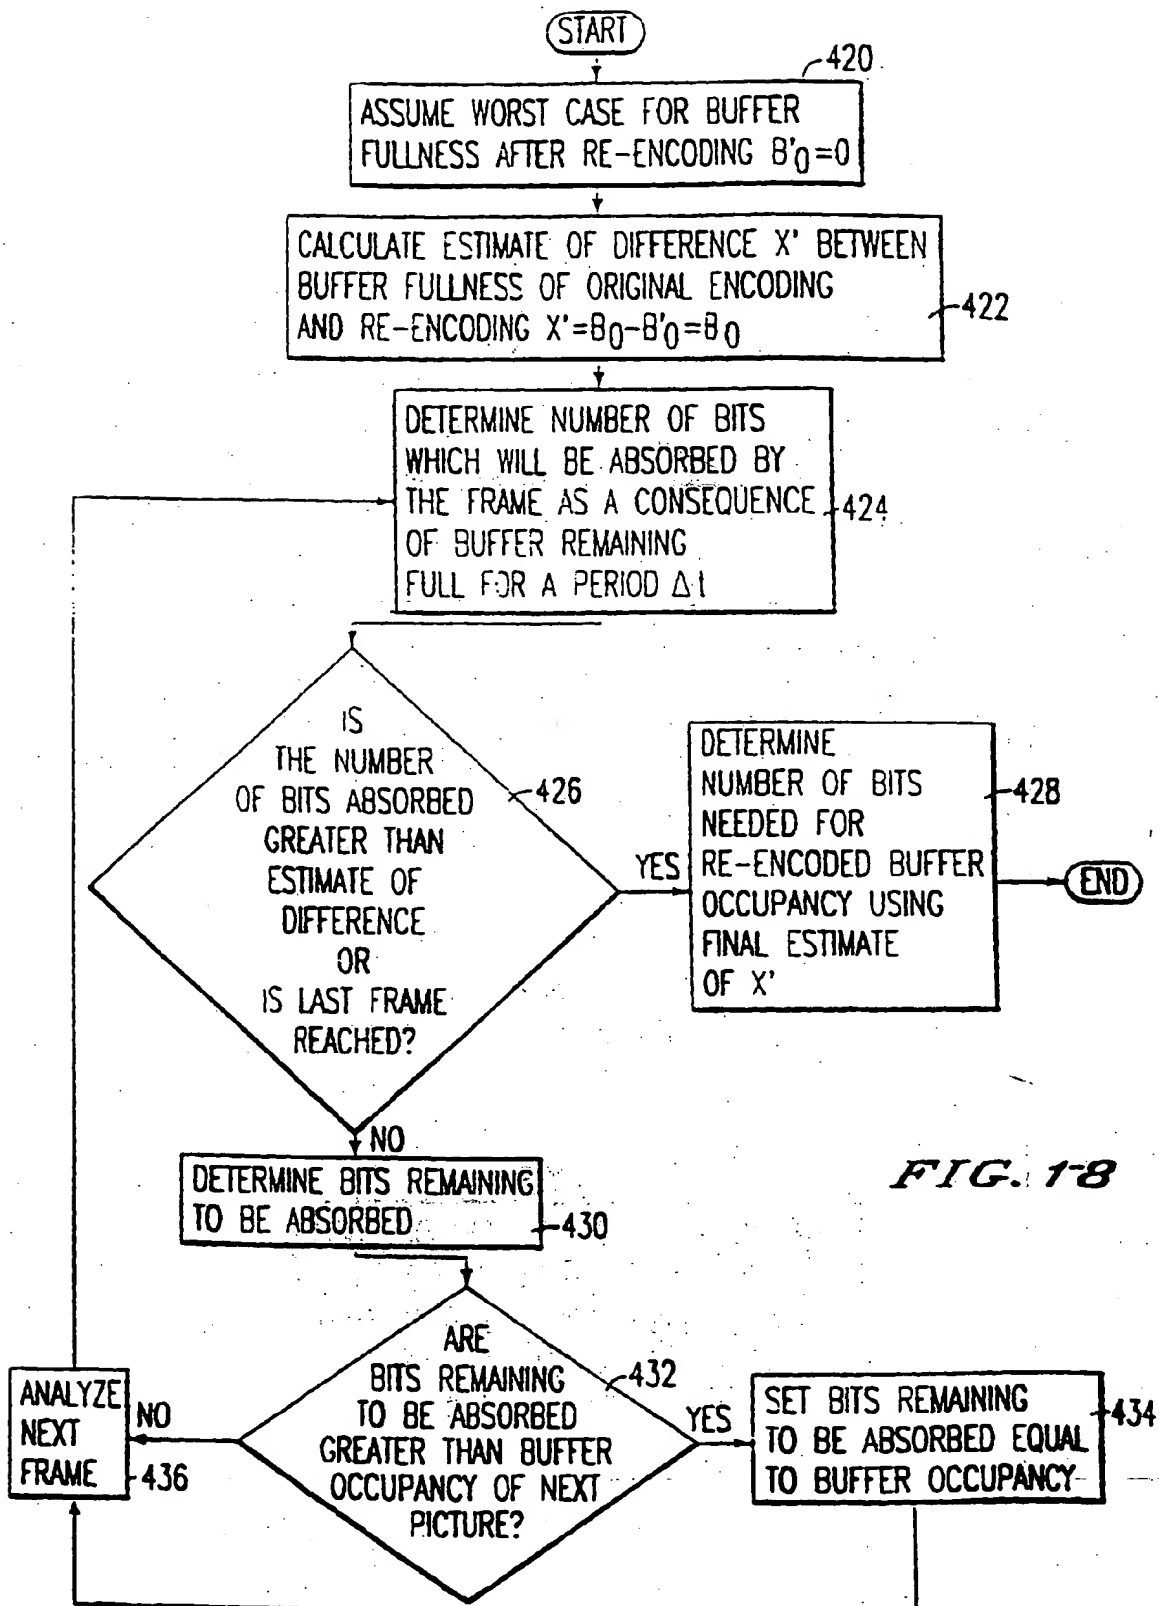 START
420
ASSUME WORST CASE FOR BUFFER
FULLNESS AFTER RE-ENCODING B'0=0
CALCULATE ESTIMATE OF DIFFERENCE X' BETWEEN
BUFFER FULLNESS OF ORIGINAL ENCODING
AND RE-ENCODING X'=B0-B'0=B0
422
DETERMINE NUMBER OF BITS
WHICH WILL BE ABSORBED BY
THE FRAME AS A CONSEQUENCE
OF BUFFER REMAINING
FULL FOR A PERIOD Δt
424
IS
THE NUMBER
OF BITS ABSORBED
GREATER THAN
ESTIMATE OF
DIFFERENCE
OR
IS LAST FRAME
REACHED?
426
YES
DETERMINE
NUMBER OF BITS
NEEDED FOR
RE-ENCODED BUFFER
OCCUPANCY USING
FINAL ESTIMATE
OF X'
428
END
NO
DETERMINE BITS REMAINING
TO BE ABSORBED
430
FIG. 18
ARE
BITS REMAINING
TO BE ABSORBED
GREATER THAN BUFFER
OCCUPANCY OF NEXT
PICTURE?
432
YES
SET BITS REMAINING
TO BE ABSORBED EQUAL
TO BUFFER OCCUPANCY
434
NO
ANALYZE
NEXT
FRAME
436